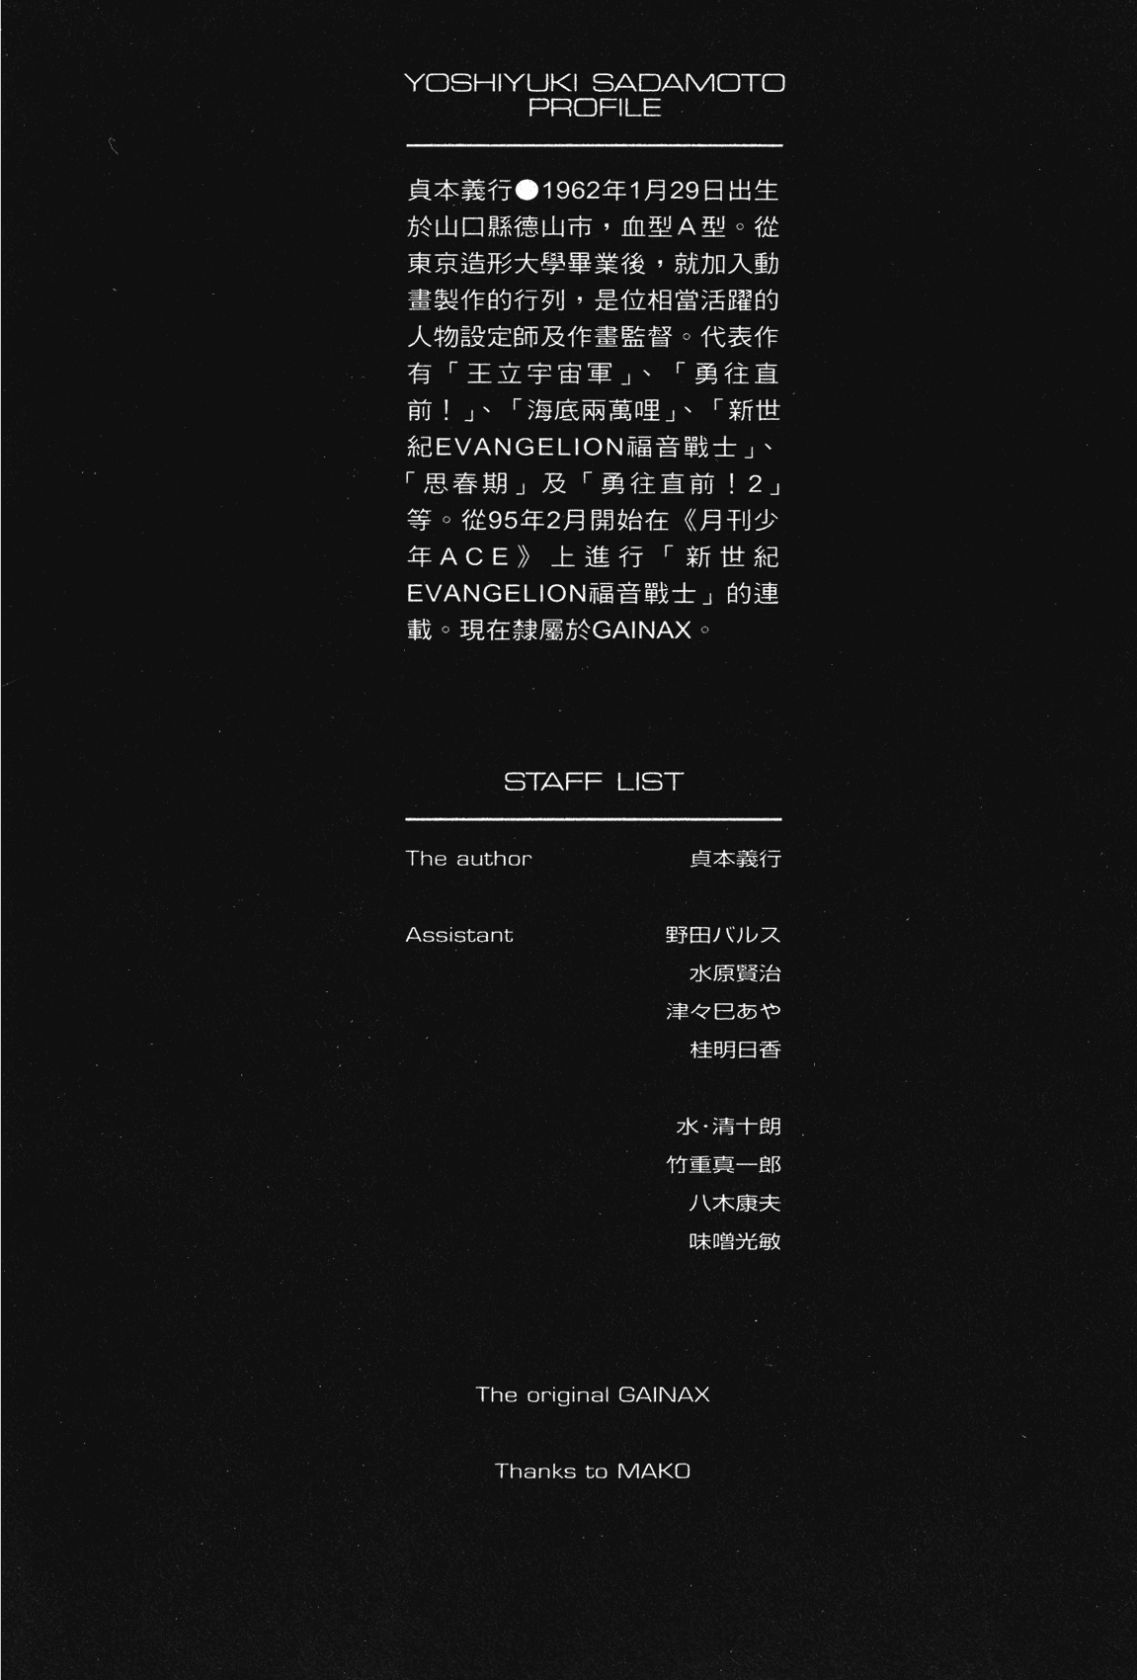 YOSHIYUKI SADAMOTO
PROFILE
貞本義行●1962年1月29日出生
於山口縣德山市，血型A型。從
東京造形大學畢業後，就加入動
畫製作的行列，是位相當活躍的
人物設定師及作畫監督。代表作
有「王立宇宙軍」、「勇往直
前！」、「海底兩萬哩」、「新世
紀EVANGELION福音戰士」、
「思春期」及「勇往直前！2」
等。從95年2月開始在《月刊少
年ACE》上進行「新世紀
EVANGELION福音戰士」的連
載。現在隸屬於GAINAX。
STAFF LIST
The author 貞本義行
Assistant 野田バルス
水原賢治
津々巳あや
桂明日香
水·清十朗
竹重真一郎
八木康夫
味噌光敏
The original GAINAX
Thanks to MAKO